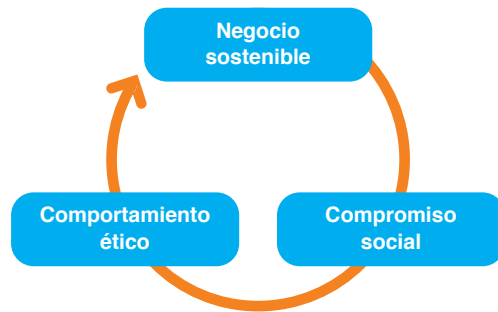 Negocio
sostenible
Comportamiento
ético
Compromiso
social